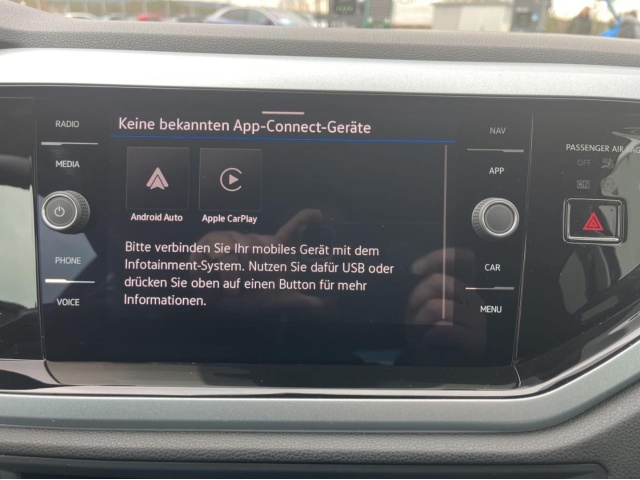 RADIO
MEDIA
PHONE
VOICE
Keine bekannten App-Connect-Geräte
Android Auto
Apple CarPlay
Bitte verbinden Sie Ihr mobiles Gerät mit dem
Infotainment-System. Nutzen Sie dafür USB oder
drücken Sie oben auf einen Button für mehr
Informationen.
NAV
APP
CAR
MENU
PASSENGER AIR
OFF